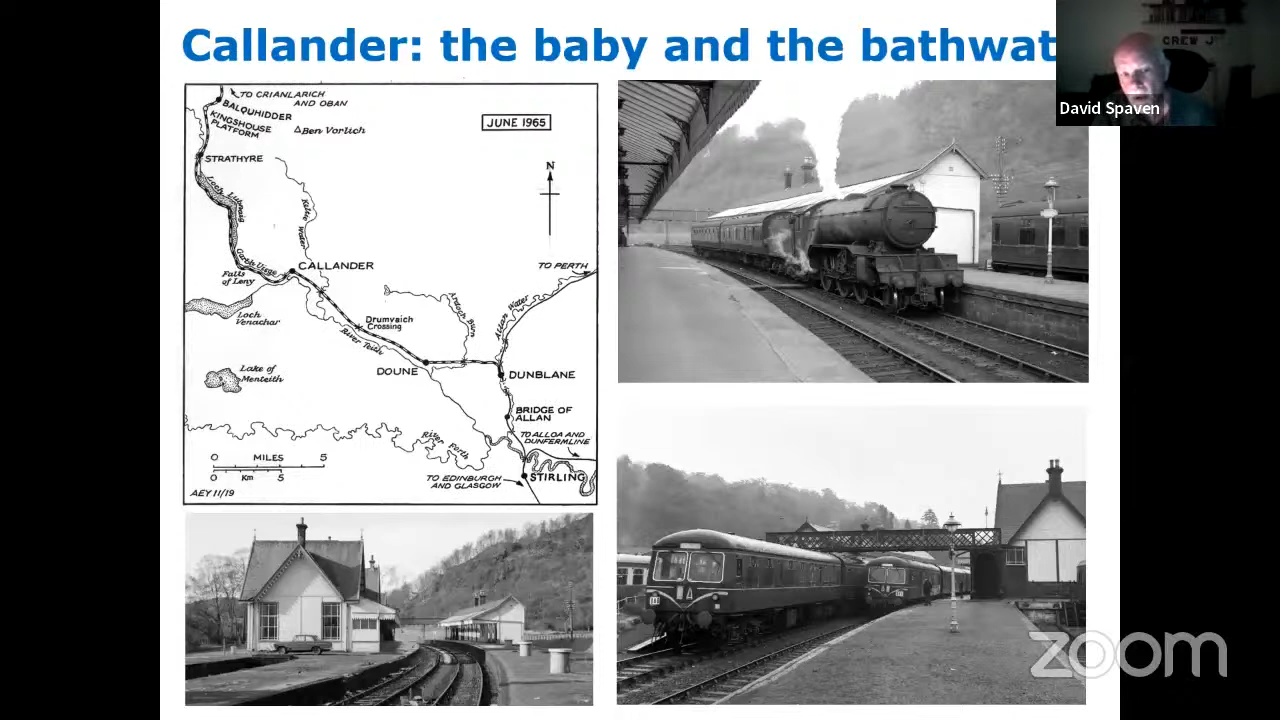 Callander: the baby and the bathwat
CREW J
David Spaven
TO CRIANLARICH
AND OBAN
BALQUHIDDER
KINGSHOUSE
PLATFORM
△Ben Vorlich
JUNE 1965
STRATHYRE
Loch Lubnaig
Keltie Water
N
Garbh Uisge
Falls
of Leny
CALLANDER
TO PERTH
Loch
Venachar
Drumvaich
Crossing
River Teith
Ardoch Burn
Allan Water
DOUNE
DUNBLANE
Lake of
Menteith
BRIDGE OF
ALLAN
TO ALLOA AND
DUNFERMLINE
River Forth
0 MILES 5
0 Km 5
TO EDINBURGH
AND GLASGOW
STIRLING
AEY 11/19
zoom